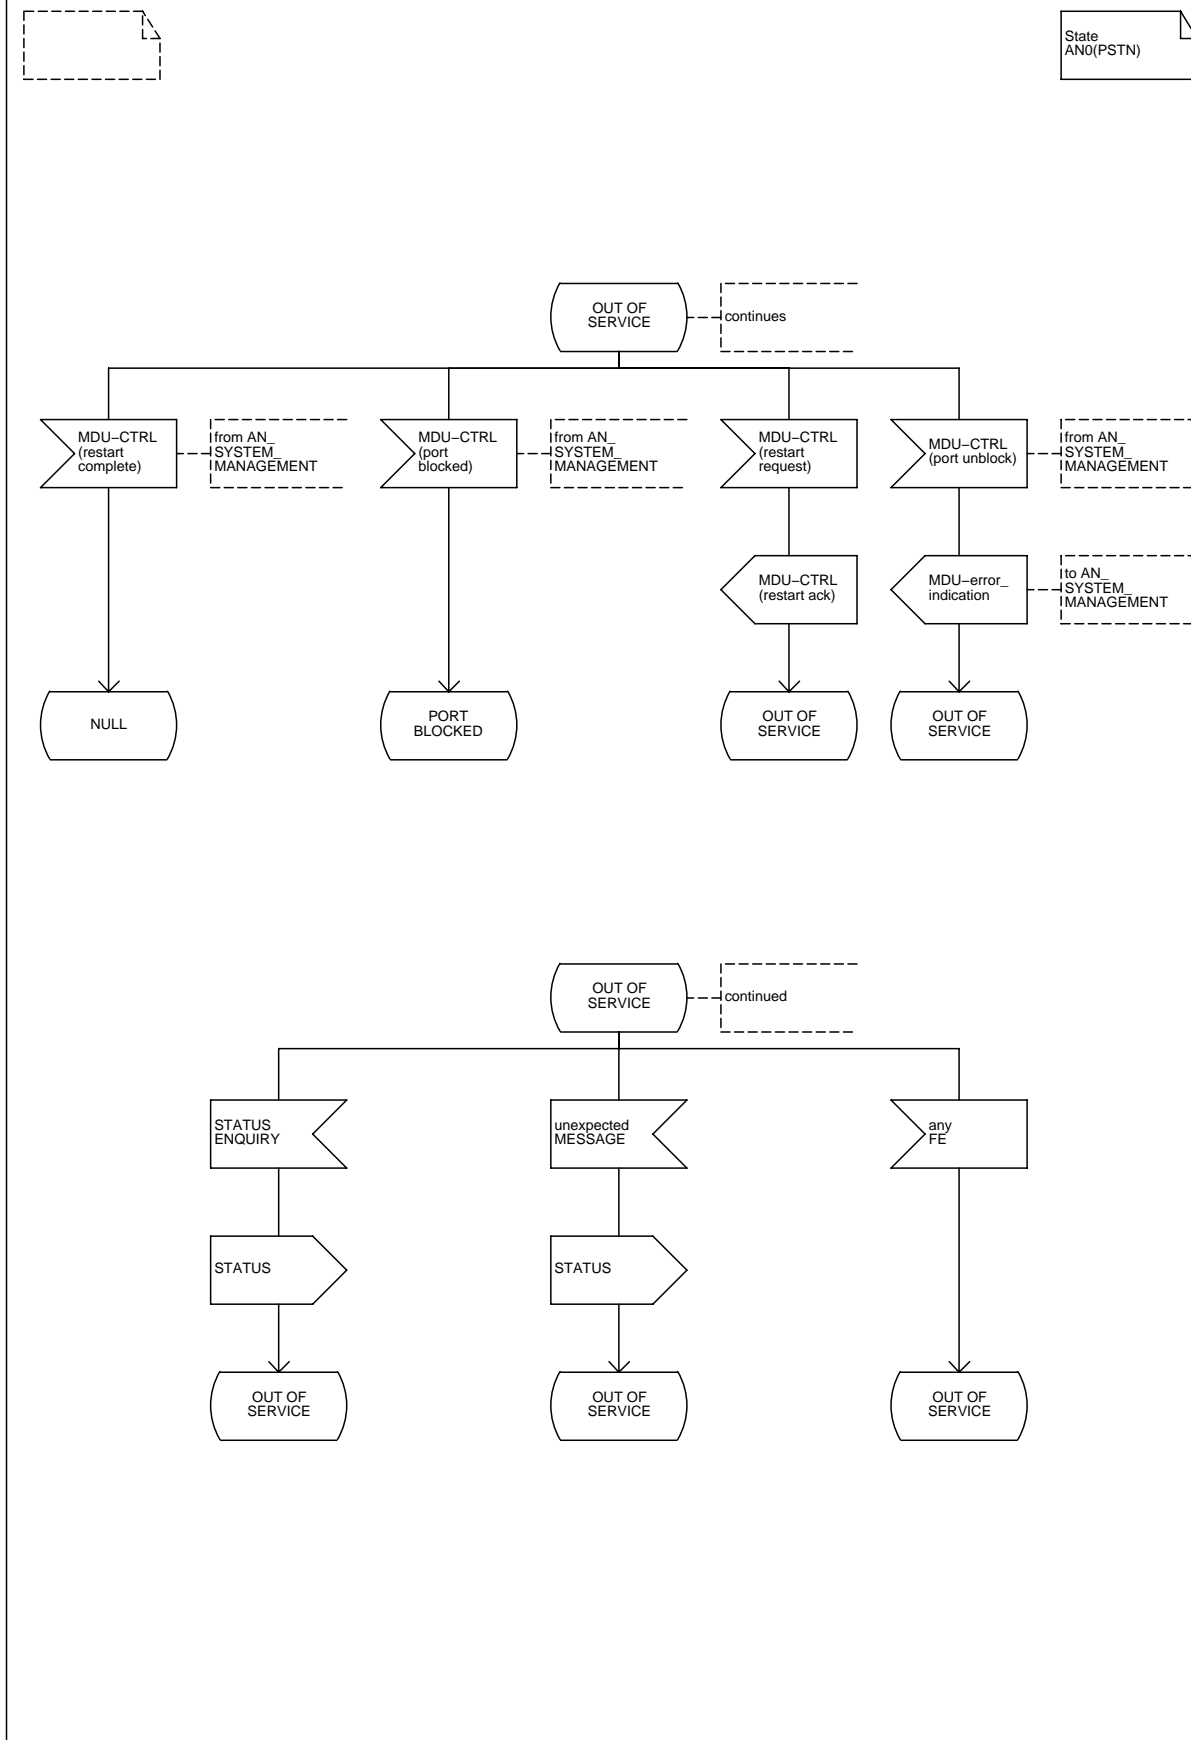 State
AN0(PSTN)
OUT OF
SERVICE
continues
MDU−CTRL
(restart
complete)
from AN_
SYSTEM_
MANAGEMENT
MDU−CTRL
(port
blocked)
from AN_
SYSTEM_
MANAGEMENT
MDU−CTRL
(restart
request)
MDU−CTRL
(port unblock)
from AN_
SYSTEM_
MANAGEMENT
MDU−CTRL
(restart ack)
MDU−error_
indication
to AN_
SYSTEM_
MANAGEMENT
NULL
PORT
BLOCKED
OUT OF
SERVICE
OUT OF
SERVICE
OUT OF
SERVICE
continued
STATUS
ENQUIRY
unexpected
MESSAGE
any
FE
STATUS
STATUS
OUT OF
SERVICE
OUT OF
SERVICE
OUT OF
SERVICE